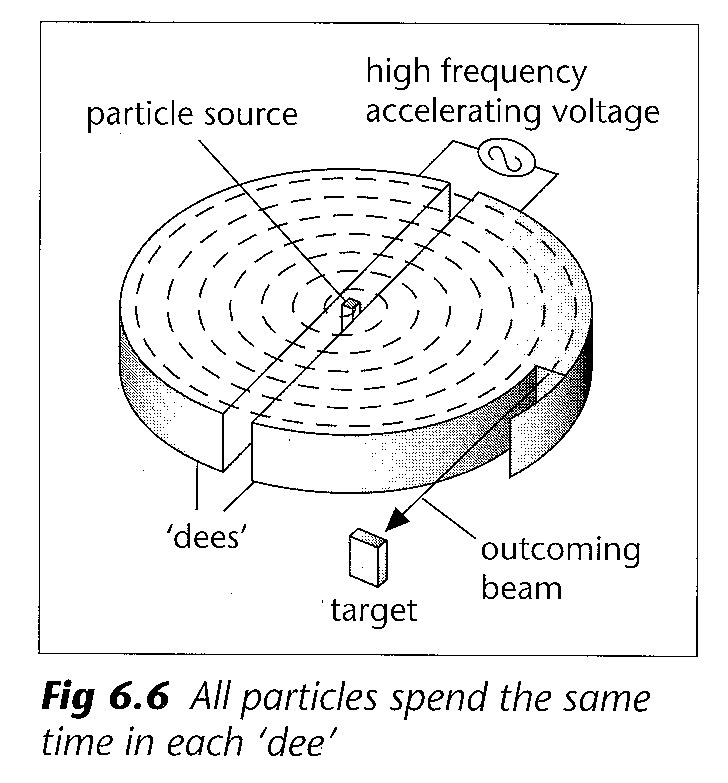 high frequency
accelerating voltage
particle source
'dees'
outcoming
beam
target
Fig 6.6 All particles spend the same
time in each 'dee'